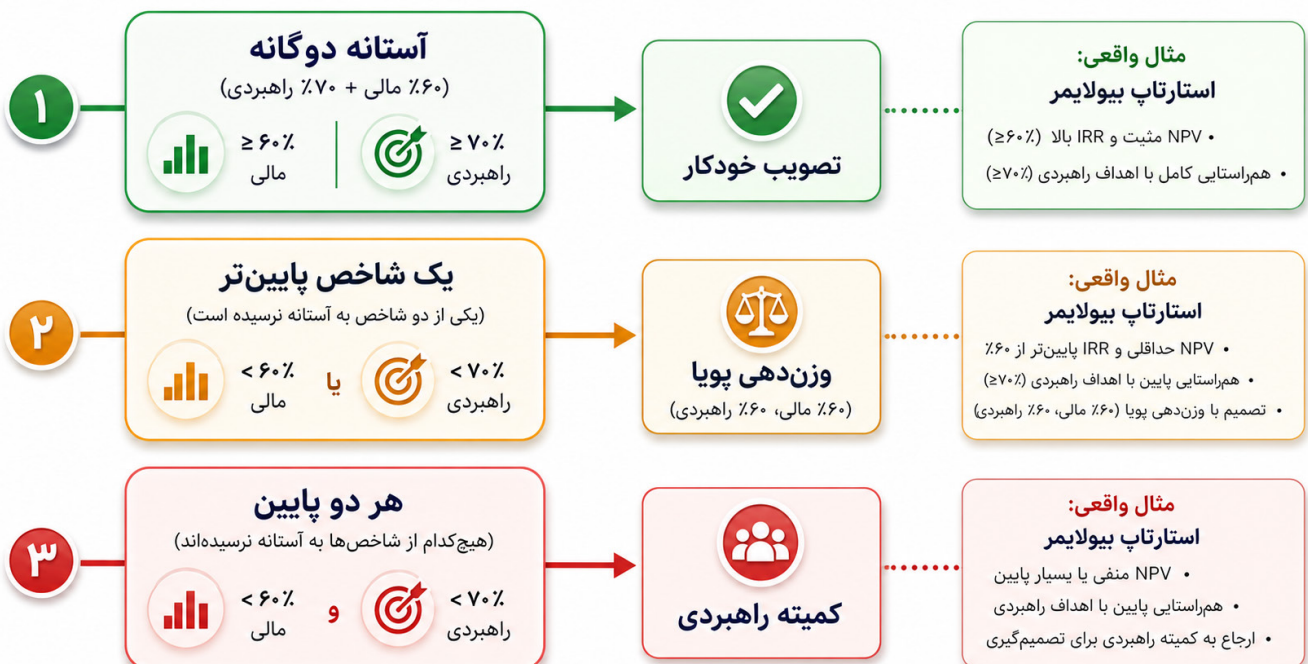 ۱
آستانه دوگانه
(۶۰٪ مالی + ۷۰٪ راهبردی)
≥ ۷۰٪
راهبردی
≥ ۶۰٪
مالی
تصویب خودکار
مثال واقعی:
استارتاپ بیولایمر
• NPV مثبت و IRR بالا (≥۶۰٪)
• هم‌راستایی کامل با اهداف راهبردی (≥۷۰٪)
۲
یک شاخص پایین‌تر
(یکی از دو شاخص به آستانه نرسیده است)
< ۷۰٪
راهبردی
یا
< ۶۰٪
مالی
وزن‌دهی پویا
(۶۰٪ مالی، ۶۰٪ راهبردی)
مثال واقعی:
استارتاپ بیولایمر
• NPV حداقلی و IRR پایین‌تر از ۶۰٪
• هم‌راستایی پایین با اهداف راهبردی (≥۷۰٪)
• تصمیم با وزن‌دهی پویا (۶۰٪ مالی، ۶۰٪ راهبردی)
۳
هر دو پایین
(هیچ‌کدام از شاخص‌ها به آستانه نرسیده‌اند)
< ۷۰٪
راهبردی
و
< ۶۰٪
مالی
کمیته راهبردی
مثال واقعی:
استارتاپ بیولایمر
• NPV منفی یا بسیار پایین
• هم‌راستایی پایین با اهداف راهبردی
• ارجاع به کمیته راهبردی برای تصمیم‌گیری